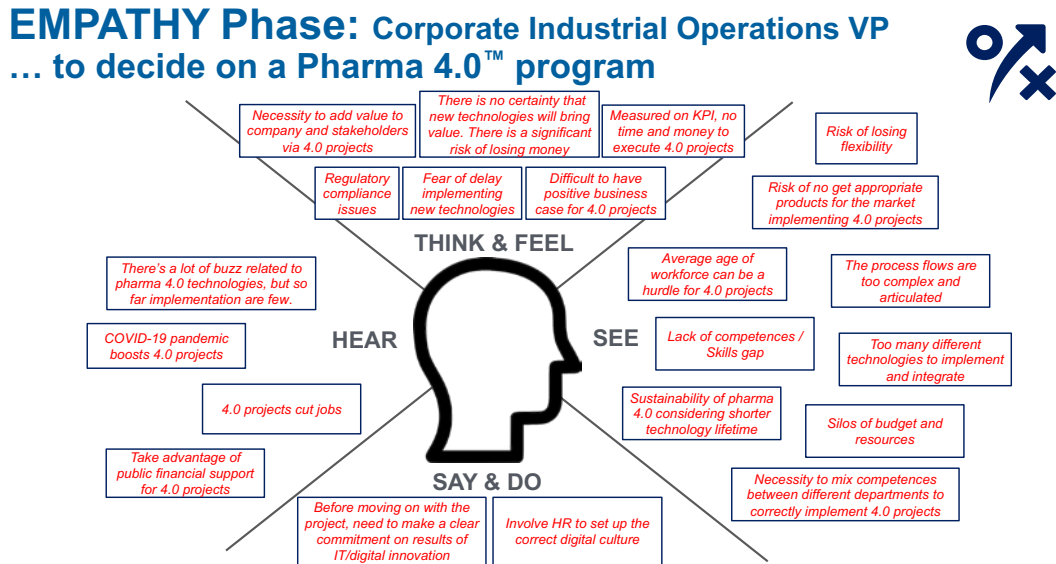 EMPATHY Phase: Corporate Industrial Operations VP
… to decide on a Pharma 4.0™ program
Necessity to add value to
company and stakeholders
via 4.0 projects
There is no certainty that
new technologies will bring
value. There is a significant
risk of losing money
Measured on KPI, no
time and money to
execute 4.0 projects
Regulatory
compliance
issues
Fear of delay
implementing
new technologies
Difficult to have
positive business
case for 4.0 projects
THINK & FEEL
Risk of losing
flexibility
Risk of no get appropriate
products for the market
implementing 4.0 projects
Average age of
workforce can be a
hurdle for 4.0 projects
The process flows are
too complex and
articulated
SEE
Lack of competences /
Skills gap
Too many different
technologies to implement
and integrate
Sustainability of pharma
4.0 considering shorter
technology lifetime
Silos of budget and
resources
Necessity to mix competences
between different departments to
correctly implement 4.0 projects
There's a lot of buzz related to
pharma 4.0 technologies, but so
far implementation are few.
HEAR
COVID-19 pandemic
boosts 4.0 projects
4.0 projects cut jobs
Take advantage of
public financial support
for 4.0 projects
SAY & DO
Before moving on with the
project, need to make a clear
commitment on results of
IT/digital innovation
Involve HR to set up the
correct digital culture